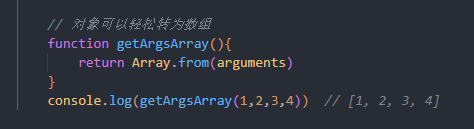 // 对象可以轻松转为数组
function getArgsArray(){
    return Array.from(arguments)
}
console.log(getArgsArray(1,2,3,4))  // [1, 2, 3, 4]